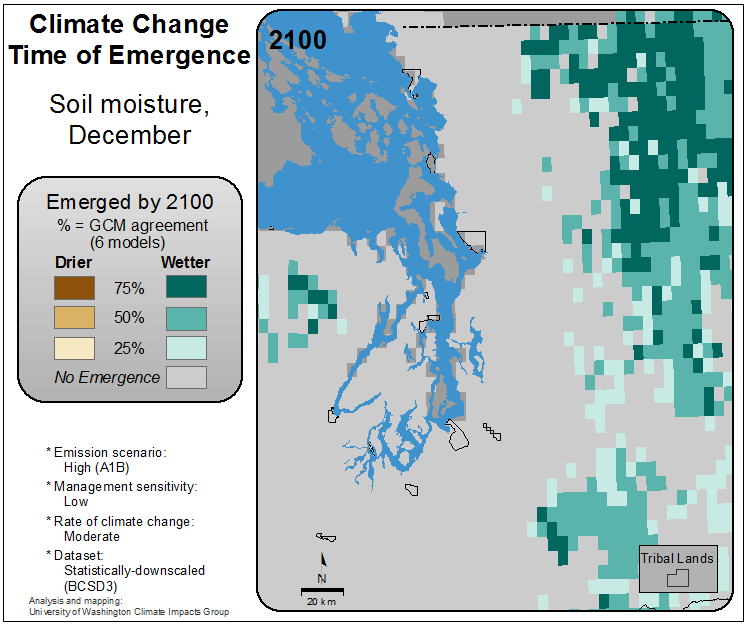 Climate Change
Time of Emergence
Soil moisture,
December
Emerged by 2100
% = GCM agreement
(6 models)
Drier Wetter
75%
50%
25%
No Emergence
* Emission scenario:
High (A1B)
* Management sensitivity:
Low
* Rate of climate change:
Moderate
* Dataset:
Statistically-downscaled
(BCSD3)
Analysis and mapping:
University of Washington Climate Impacts Group
2100
N
20 km
Tribal Lands